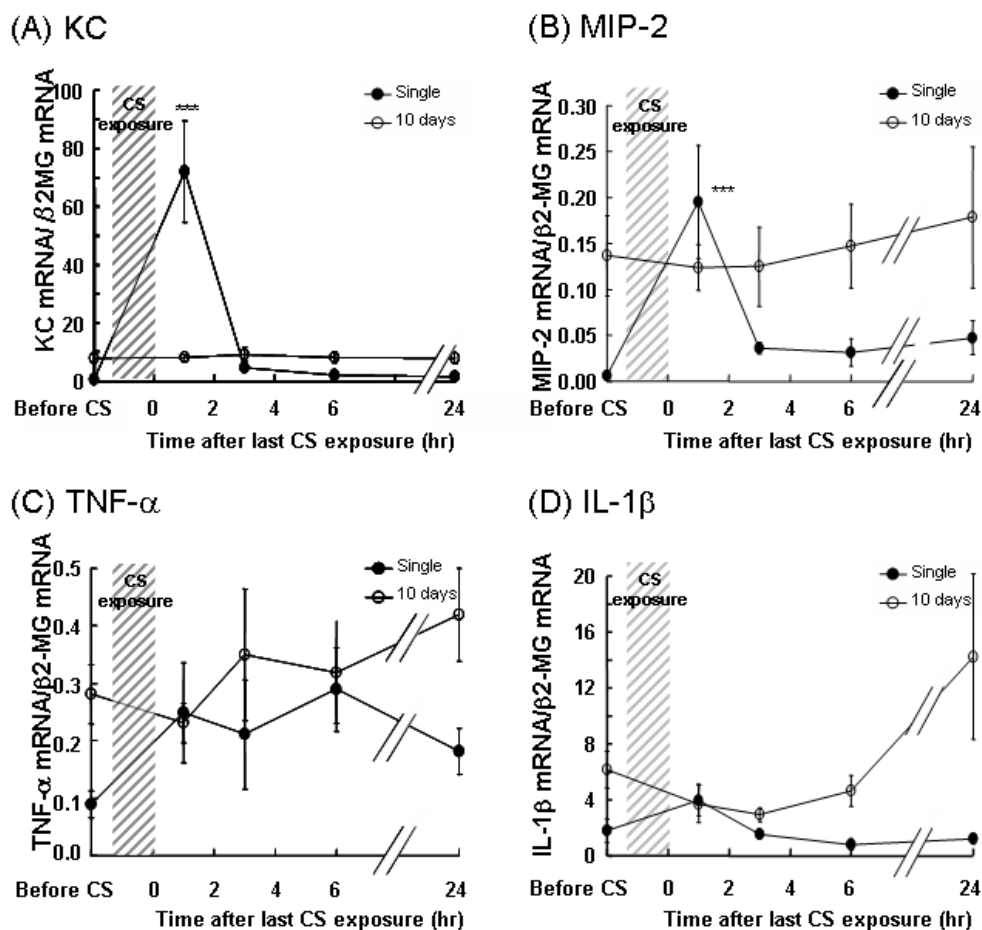 (A) KC
KC mRNA/β2MG mRNA
100
80
60
40
20
0
CS
exposure
***
Single
10 days
Before CS 0 2 4 6 24
Time after last CS exposure (hr)
(B) MIP-2
MIP-2 mRNA/β2-MG mRNA
0.30
0.25
0.20
0.15
0.10
0.05
0.00
CS
exposure
***
Single
10 days
Before CS 0 2 4 6 24
Time after last CS exposure (hr)
(C) TNF-α
TNF-α mRNA/β2-MG mRNA
0.5
0.4
0.3
0.2
0.1
0.0
CS
exposure
Single
10 days
Before CS 0 2 4 6 24
Time after last CS exposure (hr)
(D) IL-1β
IL-1β mRNA/β2-MG mRNA
20
16
12
8
4
0
CS
exposure
Single
10 days
Before CS 0 2 4 6 24
Time after last CS exposure (hr)